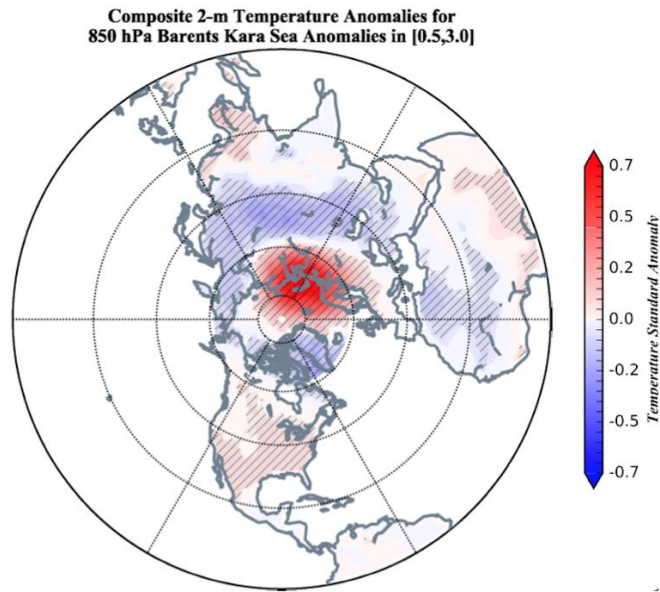 Composite 2-m Temperature Anomalies for
850 hPa Barents Kara Sea Anomalies in [0.5,3.0]
0.7
0.5
0.2
0.0
-0.2
-0.5
-0.7
Temperature Standard Anomaly